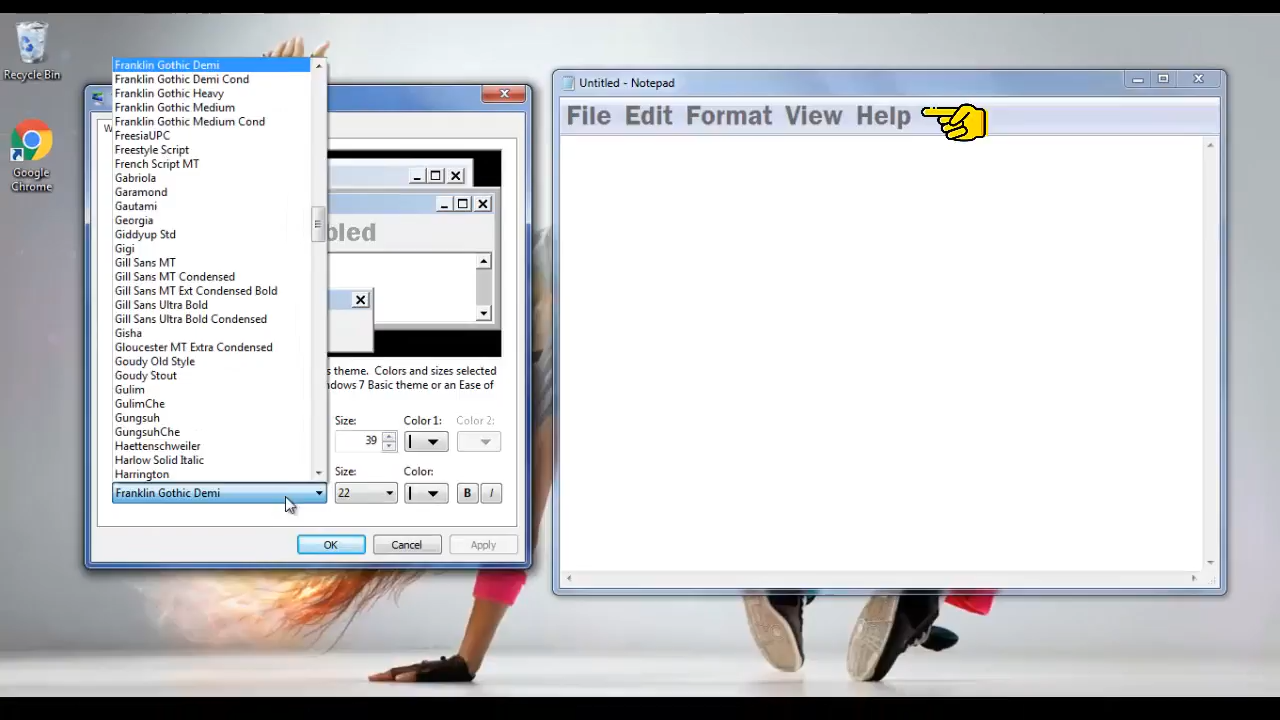 Recycle Bin
Google
Chrome
Franklin Gothic Demi
Franklin Gothic Demi Cond
Franklin Gothic Heavy
Franklin Gothic Medium
Franklin Gothic Medium Cond
FreesiaUPC
Freestyle Script
French Script MT
Gabriola
Garamond
Gautami
Georgia
Giddyup Std
Gigi
Gill Sans MT
Gill Sans MT Condensed
Gill Sans MT Ext Condensed Bold
Gill Sans Ultra Bold
Gill Sans Ultra Bold Condensed
Gisha
Gloucester MT Extra Condensed
Goudy Old Style
Goudy Stout
Gulim
GulimChe
Gungsuh
GungsuhChe
Haettenschweiler
Harlow Solid Italic
Harrington
Franklin Gothic Demi
bled
s theme. Colors and sizes selected
ndows 7 Basic theme or an Ease of
Size: Color 1: Color 2:
39
Size: Color:
22 B I
OK Cancel Apply
Untitled - Notepad
File Edit Format View Help